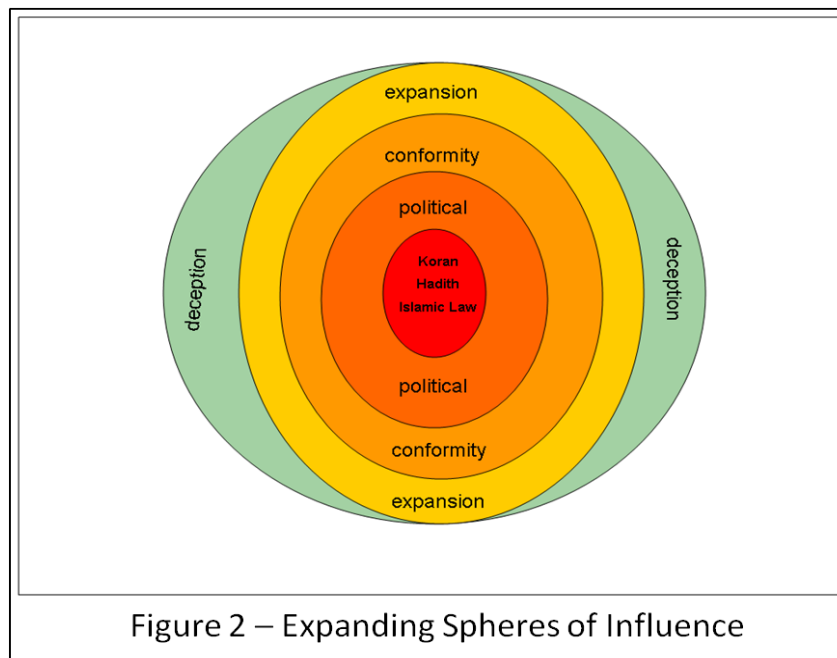 expansion
conformity
political
Koran
Hadith
Islamic Law
deception
deception
political
conformity
expansion
Figure 2 – Expanding Spheres of Influence